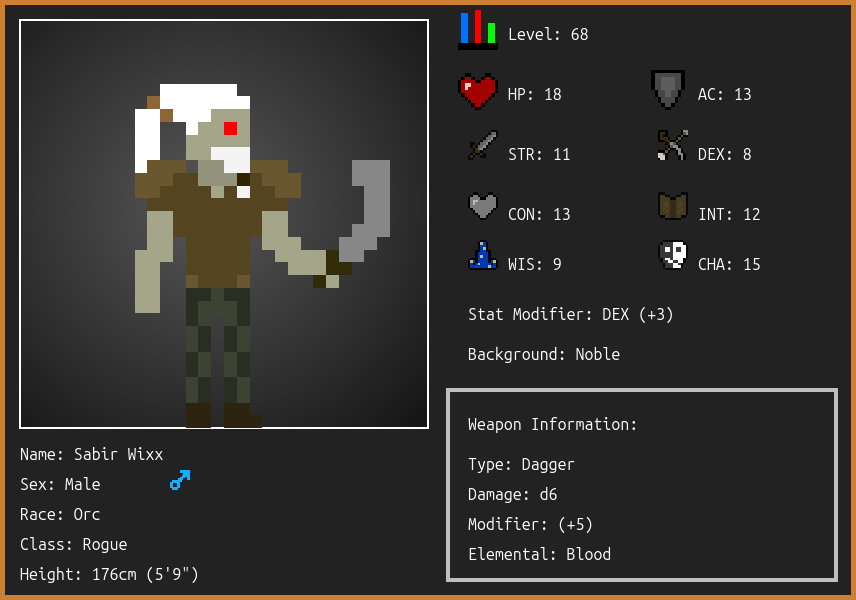 Level: 68
HP: 18
AC: 13
STR: 11
DEX: 8
CON: 13
INT: 12
WIS: 9
CHA: 15
Stat Modifier: DEX (+3)
Background: Noble
Weapon Information:
Type: Dagger
Damage: d6
Modifier: (+5)
Elemental: Blood
Name: Sabir Wixx
Sex: Male
Race: Orc
Class: Rogue
Height: 176cm (5'9")